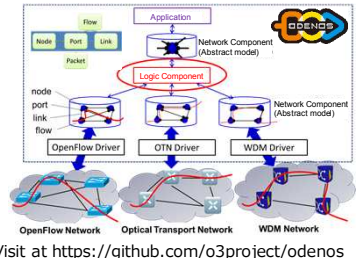 Flow
Node
Port
Link
Packet
Application
ODENOS
Network Component
(Abstract model)
Logic Component
node
port
link
flow
Network Component
(Abstract model)
OpenFlow Driver
OTN Driver
WDM Driver
OpenFlow Network
Optical Transport Network
WDM Network
Visit at https://github.com/o3project/odenos